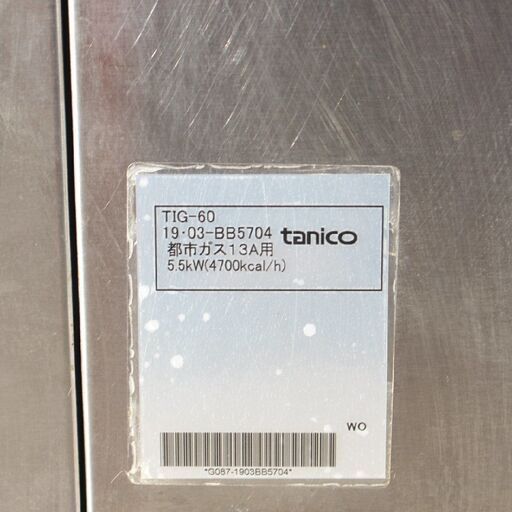 TIG-60
19・03-BB5704 tanico
都市ガス13A用
5.5kW(4700kcal/h)
WO
*G087-1903BB5704*